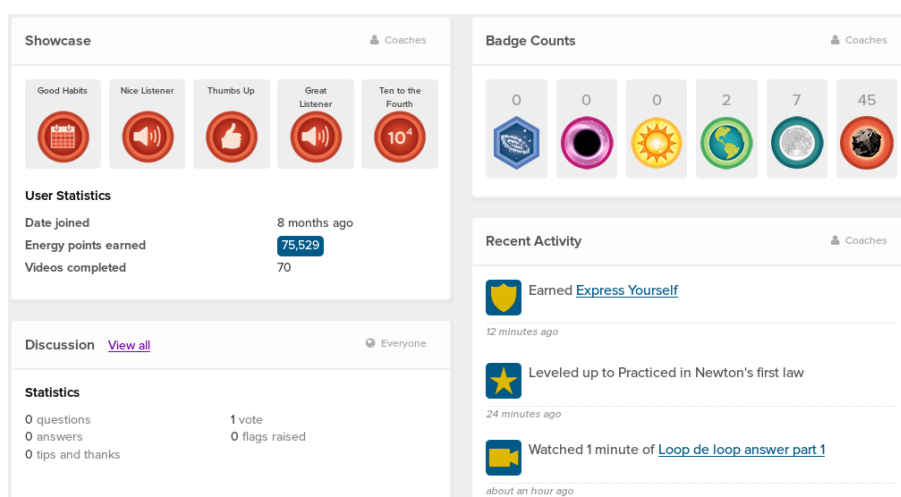 Showcase
Coaches
Good Habits
Nice Listener
Thumbs Up
Great
Listener
Ten to the
Fourth
10⁴
User Statistics
Date joined 8 months ago
Energy points earned 75,529
Videos completed 70
Discussion View all
Everyone
Statistics
0 questions 1 vote
0 answers 0 flags raised
0 tips and thanks
Badge Counts
Coaches
0 0 0 2 7 45
Recent Activity
Coaches
Earned Express Yourself
12 minutes ago
Leveled up to Practiced in Newton's first law
24 minutes ago
Watched 1 minute of Loop de loop answer part 1
about an hour ago